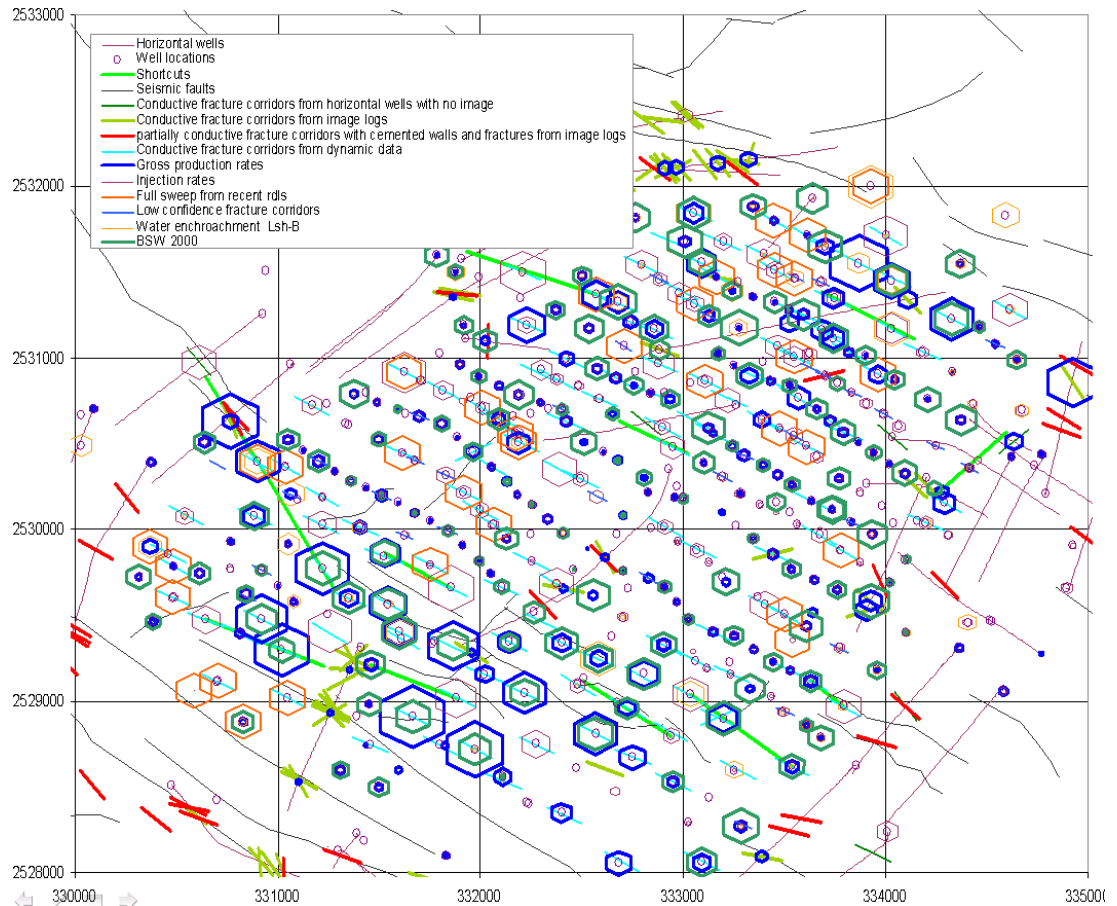 2533000
Horizontal wells
Well locations
Shortcuts
Seismic faults
Conductive fracture corridors from horizontal wells with no image
Conductive fracture corridors from image logs
partially conductive fracture corridors with cemented walls and fractures from image logs
Conductive fracture corridors from dynamic data
Gross production rates
Injection rates
Full sweep from recent rdls
Low confidence fracture corridors
Water enchroachment Lsh-B
BSW 2000
2532000
2531000
2530000
2529000
2528000
330000 331000 332000 333000 334000 335000